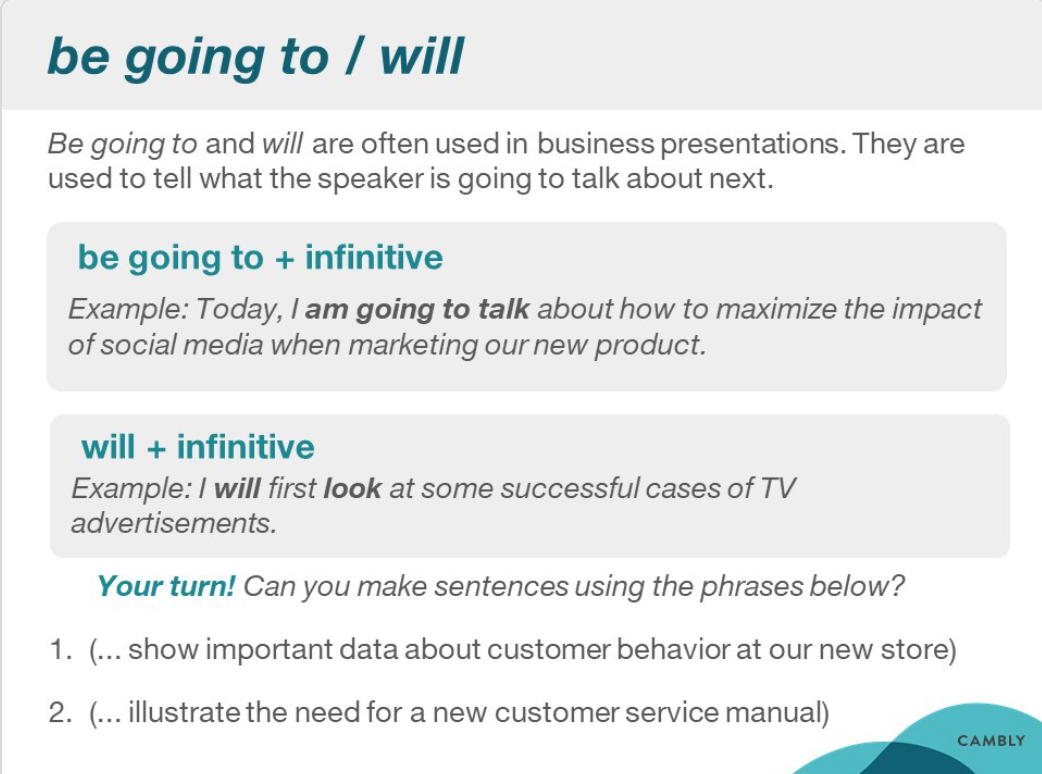 be going to / will
Be going to and will are often used in business presentations. They are
used to tell what the speaker is going to talk about next.
be going to + infinitive
Example: Today, I am going to talk about how to maximize the impact
of social media when marketing our new product.
will + infinitive
Example: I will first look at some successful cases of TV
advertisements.
Your turn! Can you make sentences using the phrases below?
1. (... show important data about customer behavior at our new store)
2. (... illustrate the need for a new customer service manual)
CAMBLY